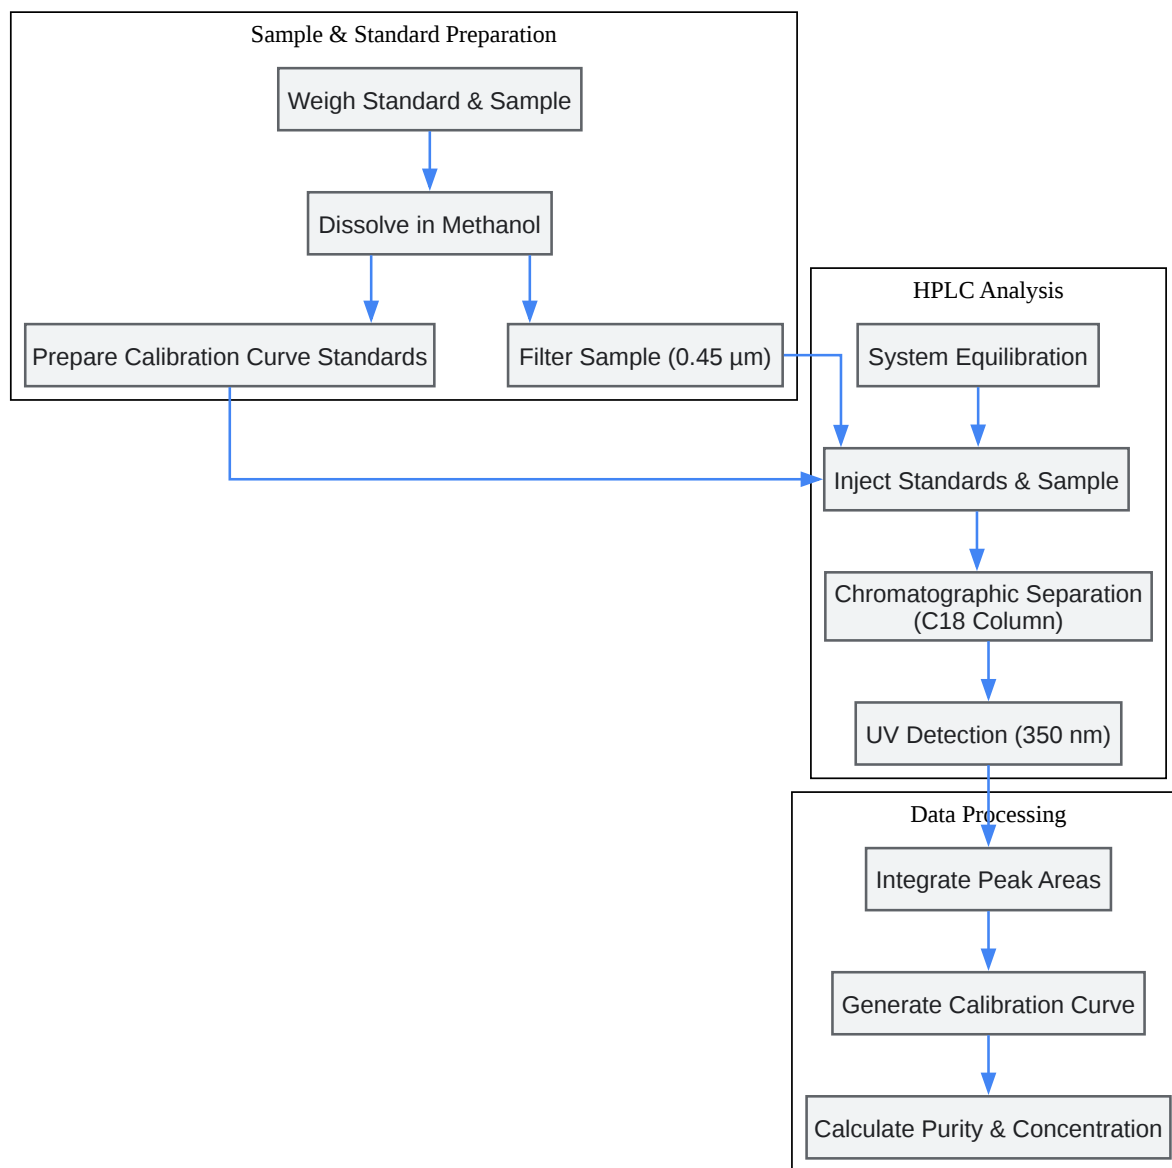 Sample & Standard Preparation
Weigh Standard & Sample
Dissolve in Methanol
Prepare Calibration Curve Standards
Filter Sample (0.45 µm)
HPLC Analysis
System Equilibration
Inject Standards & Sample
Chromatographic Separation
(C18 Column)
UV Detection (350 nm)
Data Processing
Integrate Peak Areas
Generate Calibration Curve
Calculate Purity & Concentration